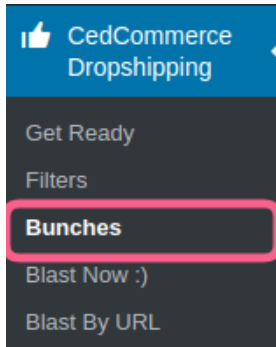 CedCommerce
Dropshipping
Get Ready
Filters
Bunches
Blast Now :)
Blast By URL